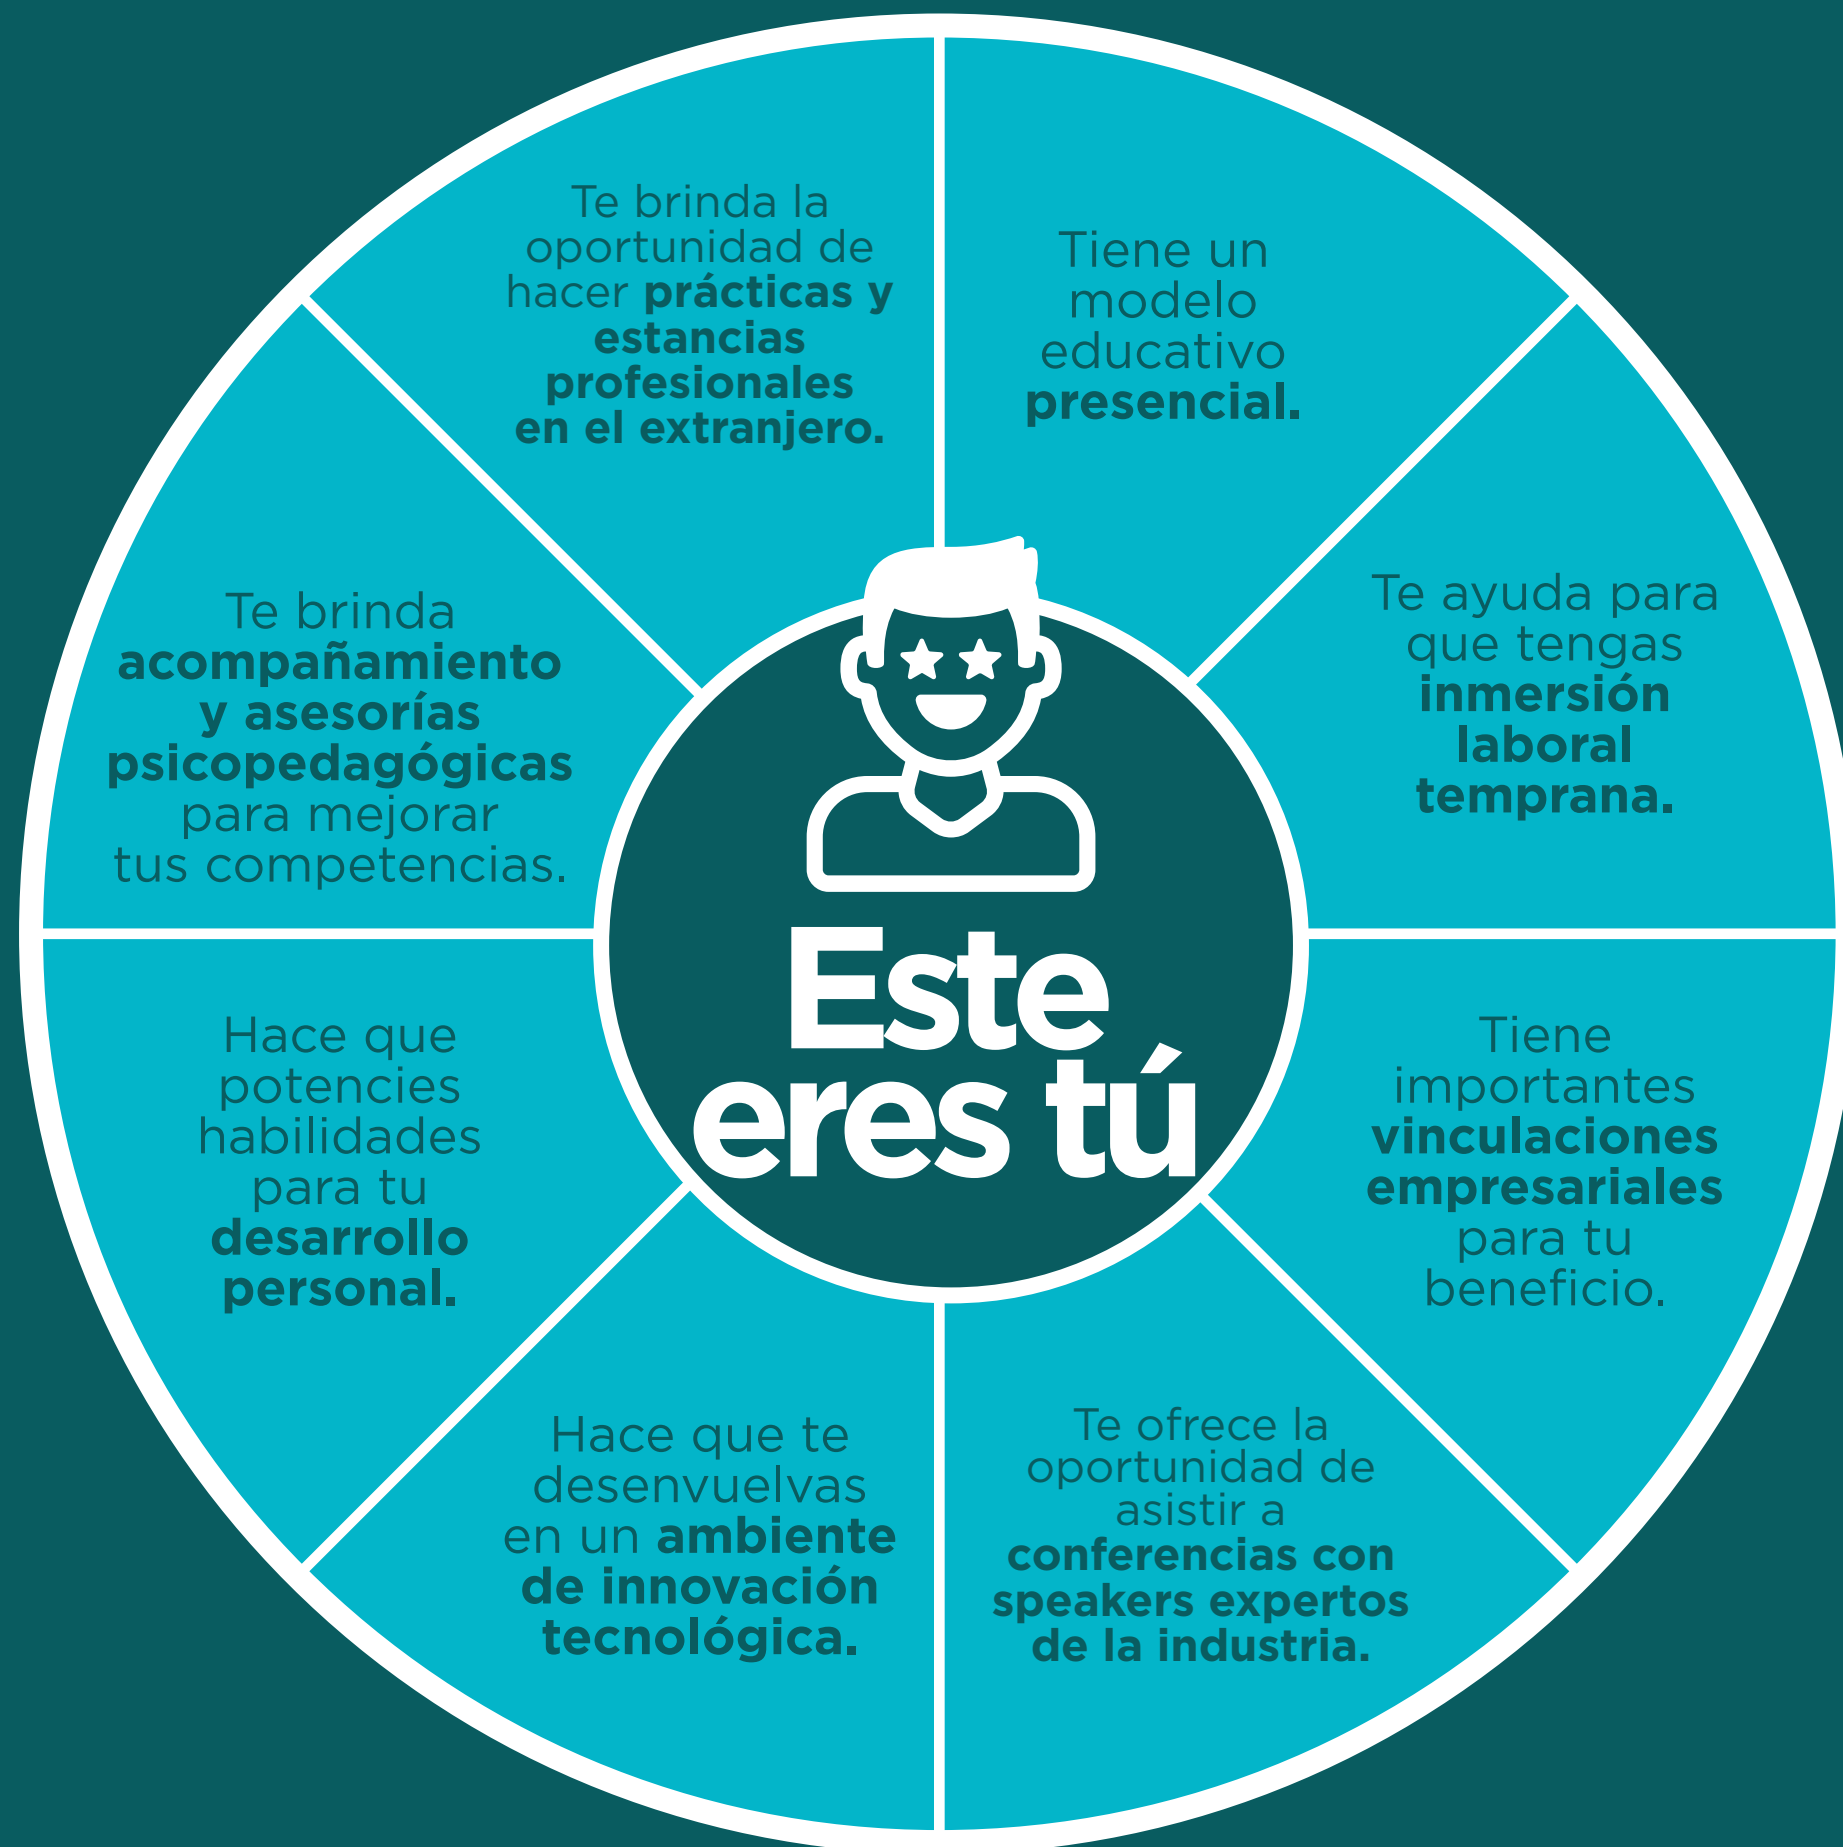 Te brinda la
oportunidad de
hacer prácticas y
estancias
profesionales
en el extranjero.
Tiene un
modelo
educativo
presencial.
Te ayuda para
que tengas
inmersión
laboral
temprana.
Tiene
importantes
vinculaciones
empresariales
para tu
beneficio.
Te ofrece la
oportunidad de
asistir a
conferencias con
speakers expertos
de la industria.
Hace que te
desenvuelvas
en un ambiente
de innovación
tecnológica.
Hace que
potencies
habilidades
para tu
desarrollo
personal.
Te brinda
acompañamiento
y asesorías
psicopedagógicas
para mejorar
tus competencias.
Este
eres tú